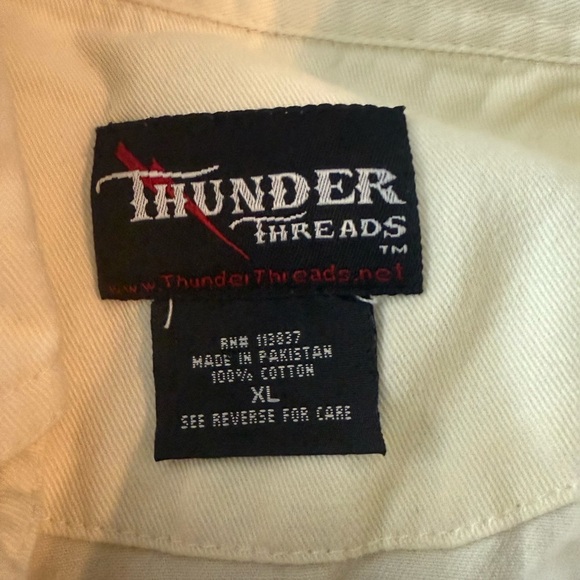 THUNDER
THREADS
TM
www.ThunderThreads.net
RN# 113837
MADE IN PAKISTAN
100% COTTON
XL
SEE REVERSE FOR CARE